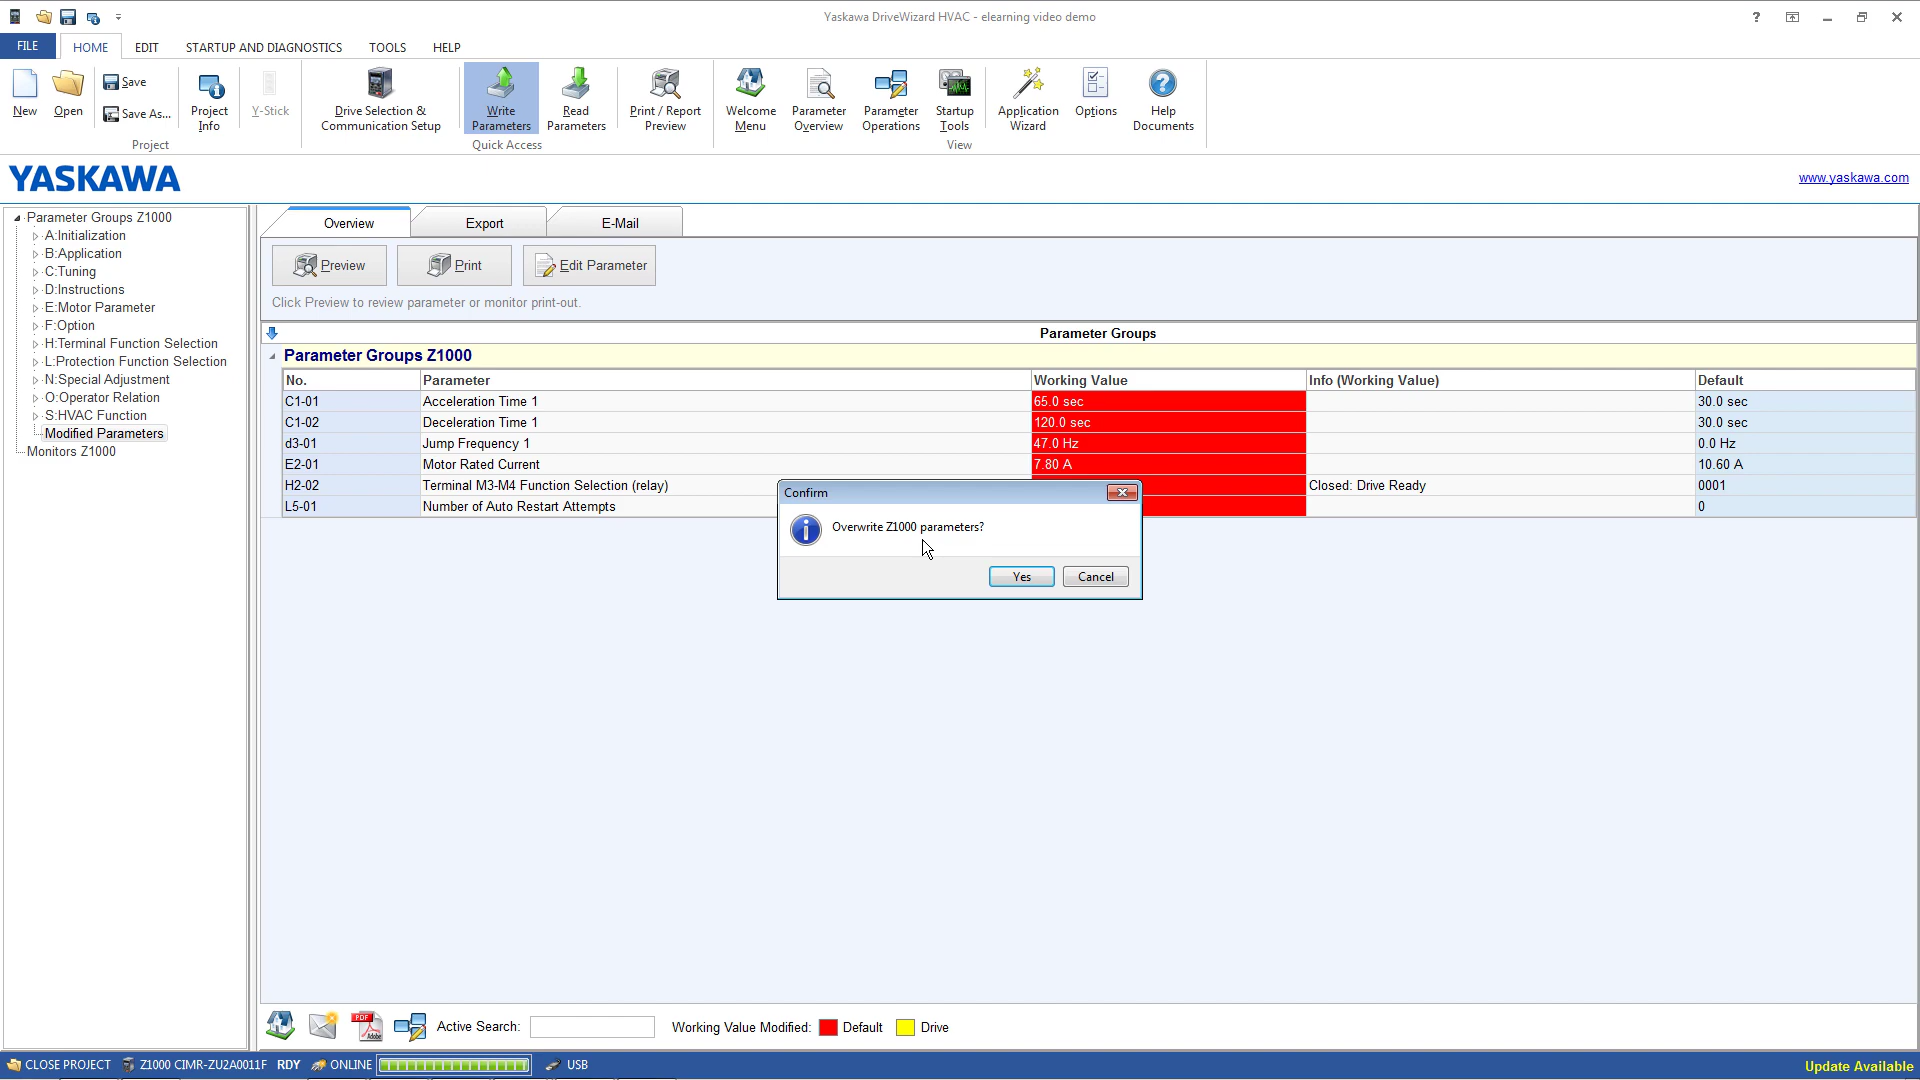 Yaskawa DriveWizard HVAC - elearning video demo
?
FILE HOME EDIT STARTUP AND DIAGNOSTICS TOOLS HELP
New
Open
Save
Save As...
Project Info
Y-Stick
Drive Selection & Communication Setup
Write Parameters
Read Parameters
Print / Report Preview
Welcome Menu
Parameter Overview
Parameter Operations
Startup Tools
Application Wizard
Options
Help Documents
Project
Quick Access
View
YASKAWA
www.yaskawa.com
Parameter Groups Z1000
A:Initialization
B:Application
C:Tuning
D:Instructions
E:Motor Parameter
F:Option
H:Terminal Function Selection
L:Protection Function Selection
N:Special Adjustment
O:Operator Relation
S:HVAC Function
Modified Parameters
Monitors Z1000
Overview Export E-Mail
Preview Print Edit Parameter
Click Preview to review parameter or monitor print-out.
Parameter Groups
Parameter Groups Z1000
No. Parameter Working Value Info (Working Value) Default
C1-01 Acceleration Time 1 65.0 sec 30.0 sec
C1-02 Deceleration Time 1 120.0 sec 30.0 sec
d3-01 Jump Frequency 1 47.0 Hz 0.0 Hz
E2-01 Motor Rated Current 7.80 A 10.60 A
H2-02 Terminal M3-M4 Function Selection (relay) Closed: Drive Ready 0001
L5-01 Number of Auto Restart Attempts 0
Confirm
Overwrite Z1000 parameters?
Yes Cancel
PDF
Adobe
Active Search: Working Value Modified: Default Drive
CLOSE PROJECT Z1000 CIMR-ZU2A0011F RDY ONLINE USB Update Available